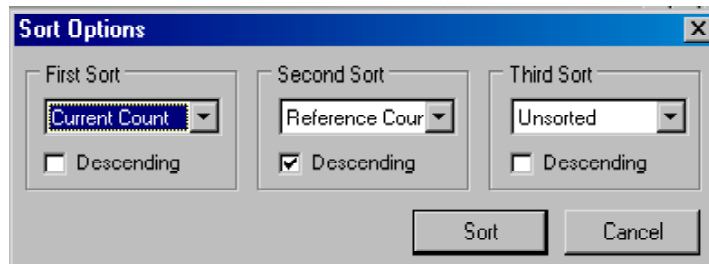 Sort Options
First Sort Second Sort Third Sort
Current Count Reference Cour Unsorted
Descending Descending Descending
Sort Cancel